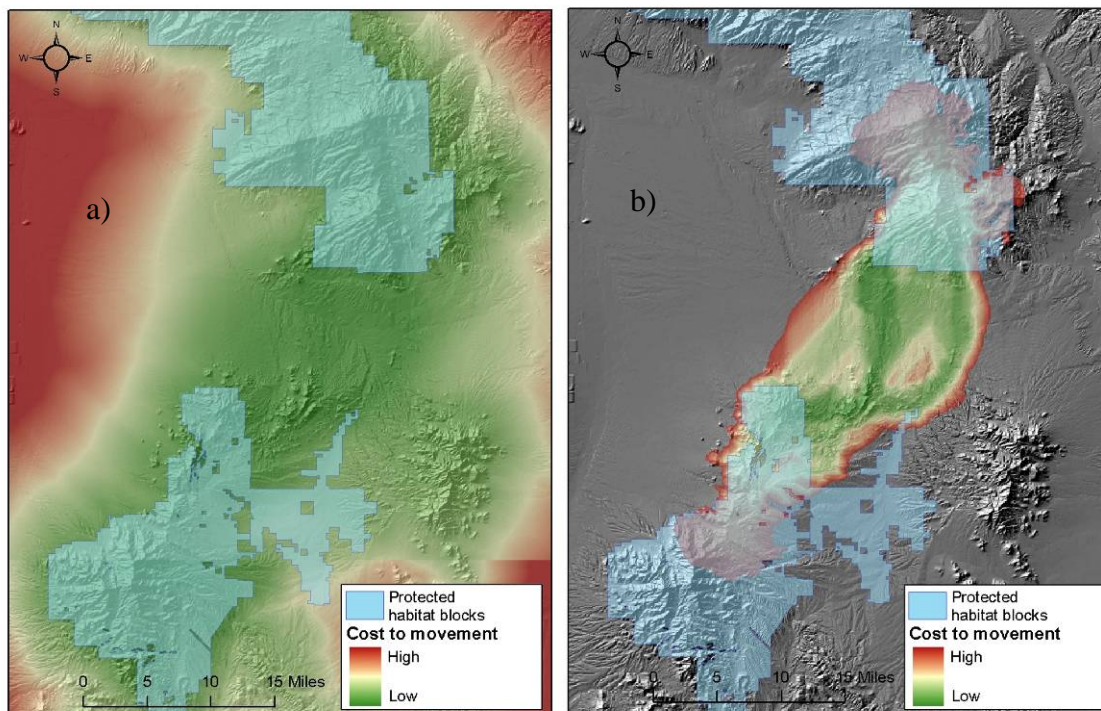 N
W E
S
a)
Protected
habitat blocks
Cost to movement
High
Low
0 5 10 15 Miles
N
W E
S
b)
Protected
habitat blocks
Cost to movement
High
Low
0 5 10 15 Miles